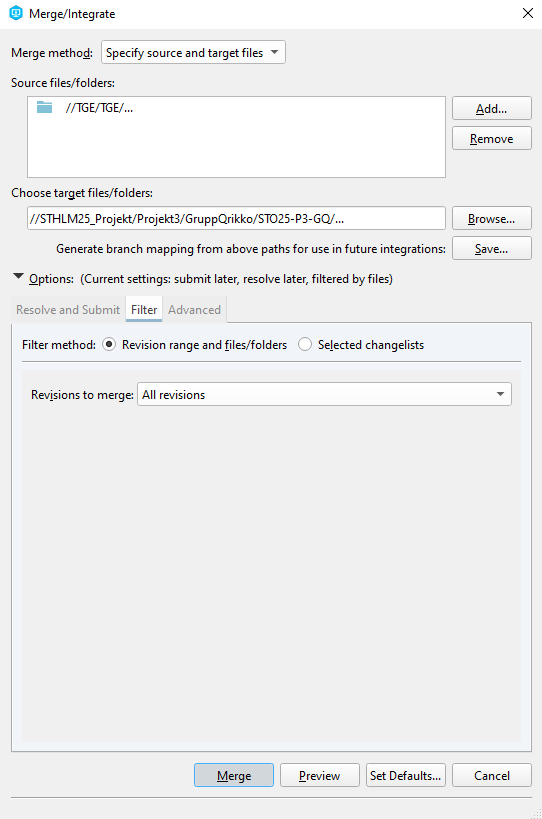 Merge/Integrate
Merge method: Specify source and target files
Source files/folders:
//TGE/TGE/...
Add...
Remove
Choose target files/folders:
//STHLM25_Projekt/Projekt3/GruppQrikko/STO25-P3-GQ/... Browse...
Generate branch mapping from above paths for use in future integrations: Save...
Options: (Current settings: submit later, resolve later, filtered by files)
Resolve and Submit Filter Advanced
Filter method: Revision range and files/folders Selected changelists
Revisions to merge: All revisions
Merge Preview Set Defaults... Cancel